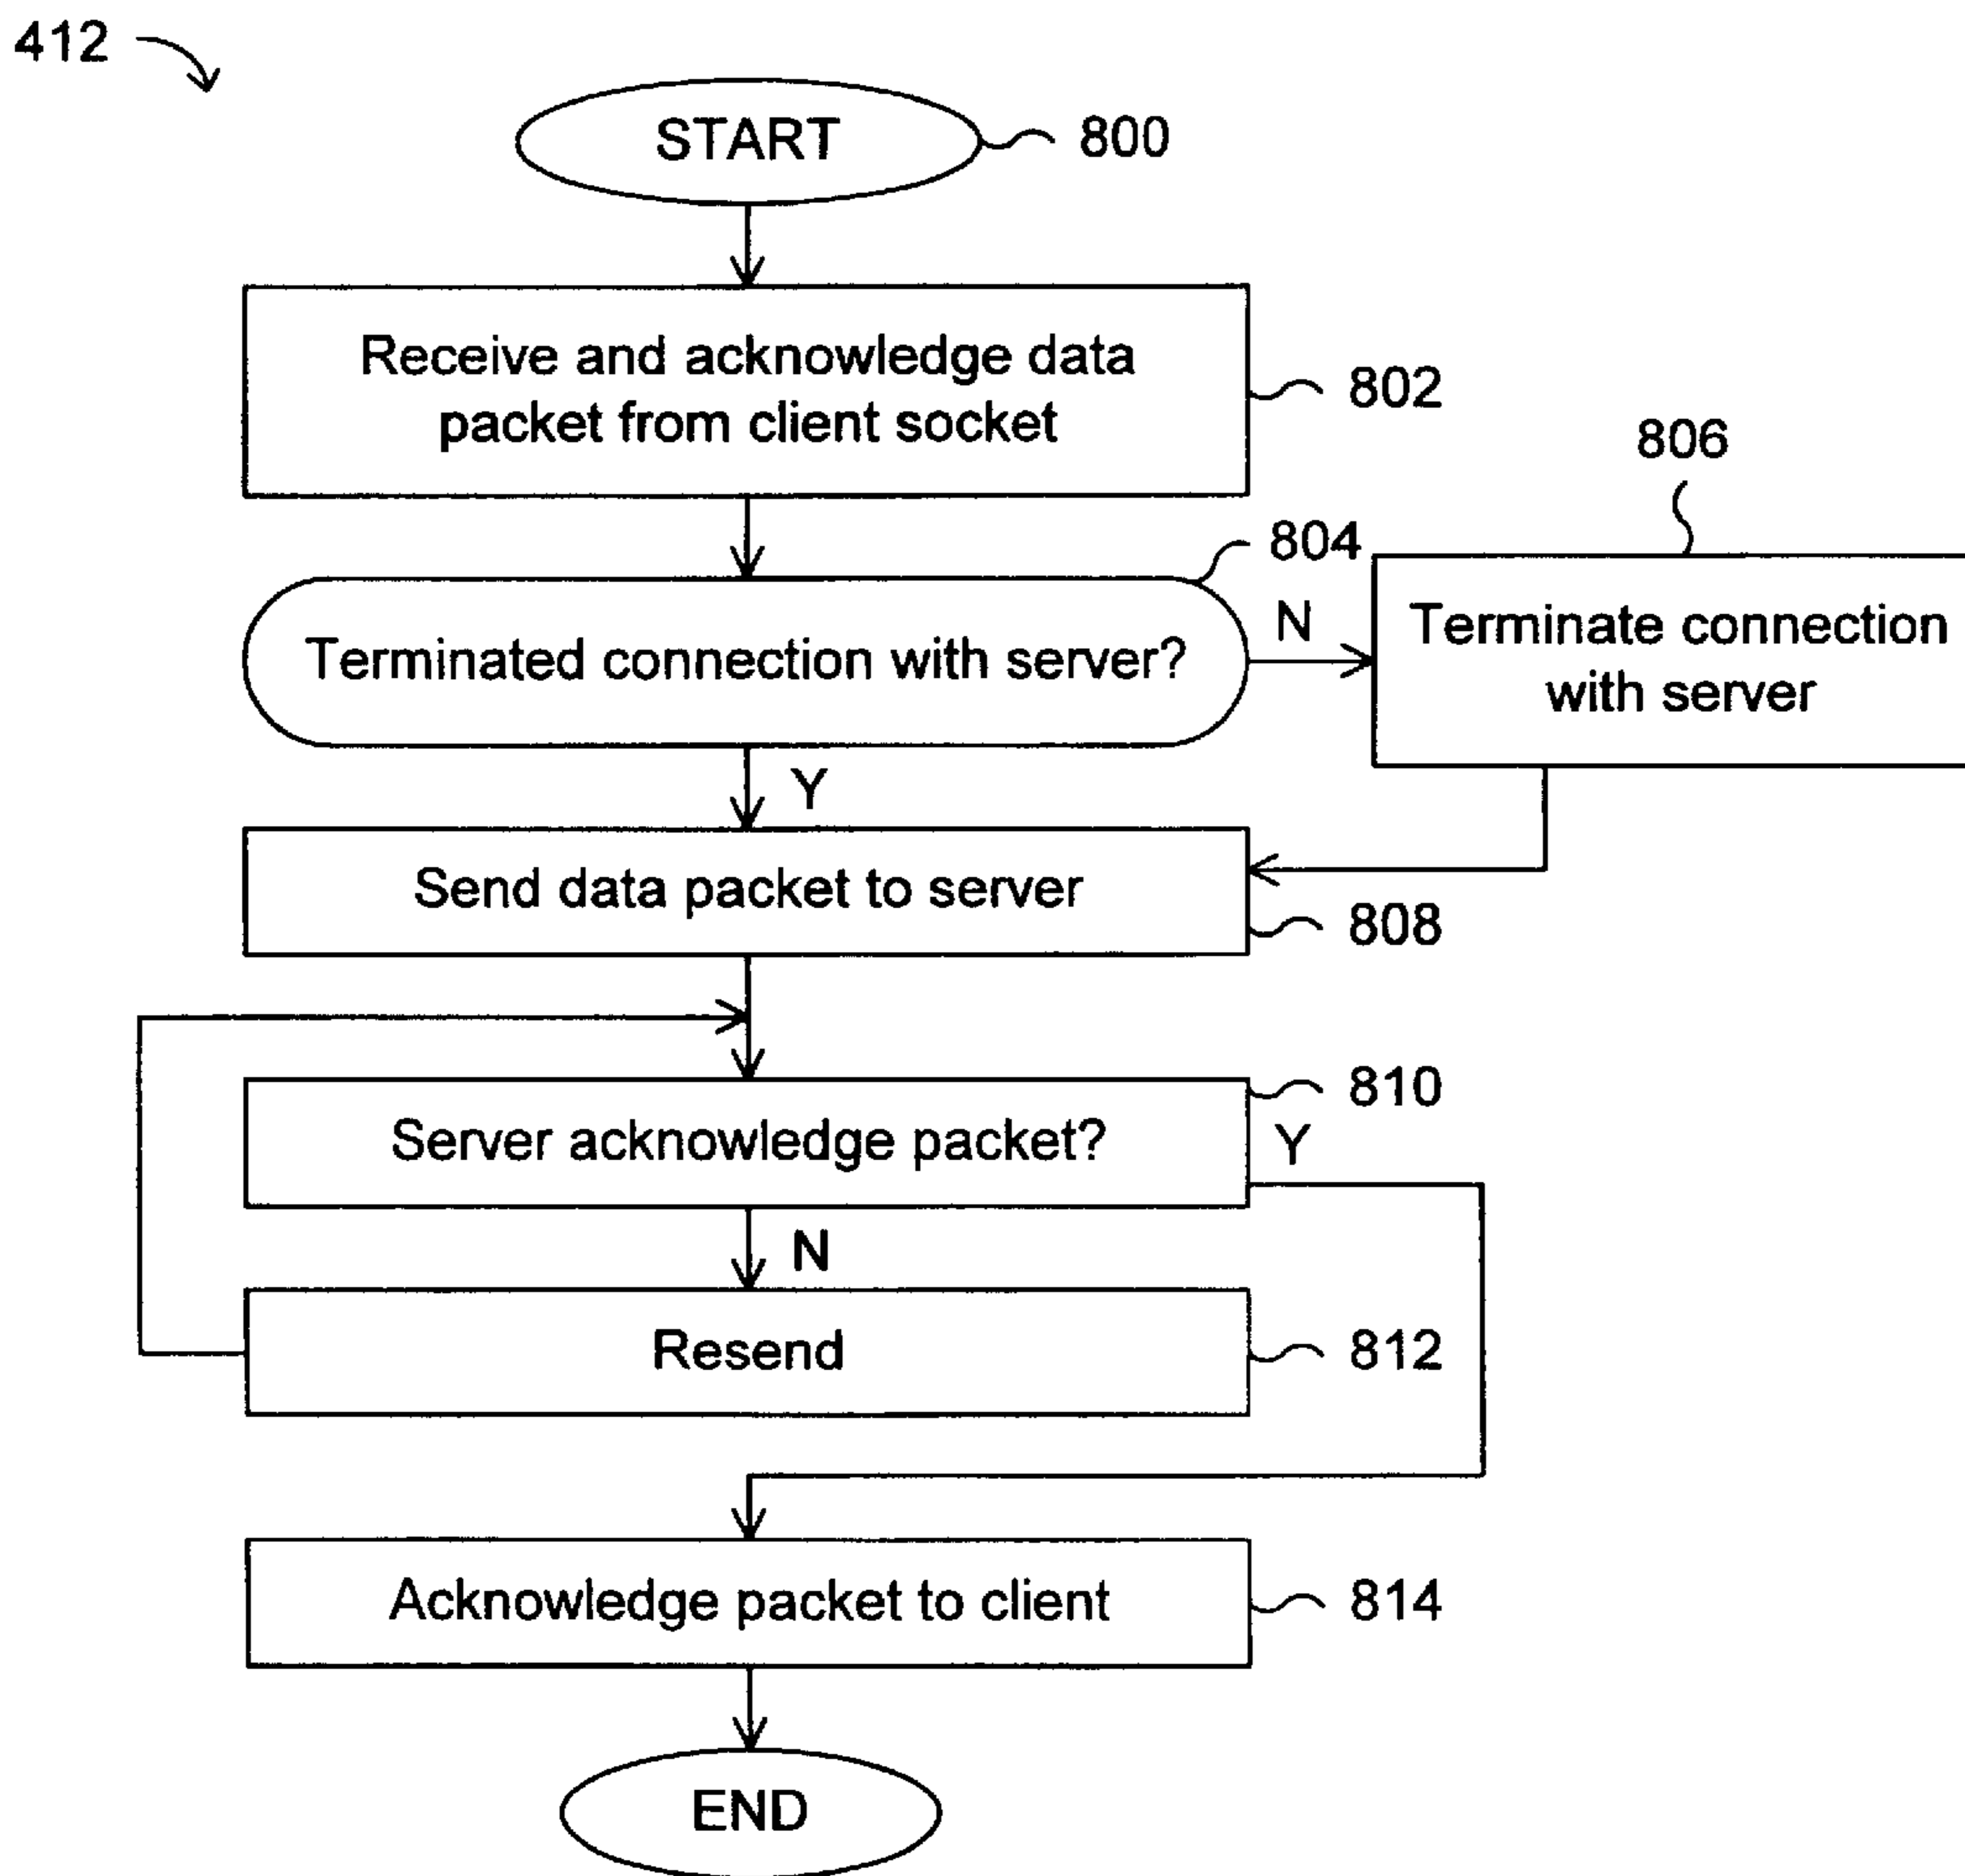 412
START
800
Receive and acknowledge data
packet from client socket
802
806
804
Terminated connection with server?
N
Terminate connection
with server
Y
Send data packet to server
808
810
Server acknowledge packet?
Y
N
Resend
812
Acknowledge packet to client
814
END